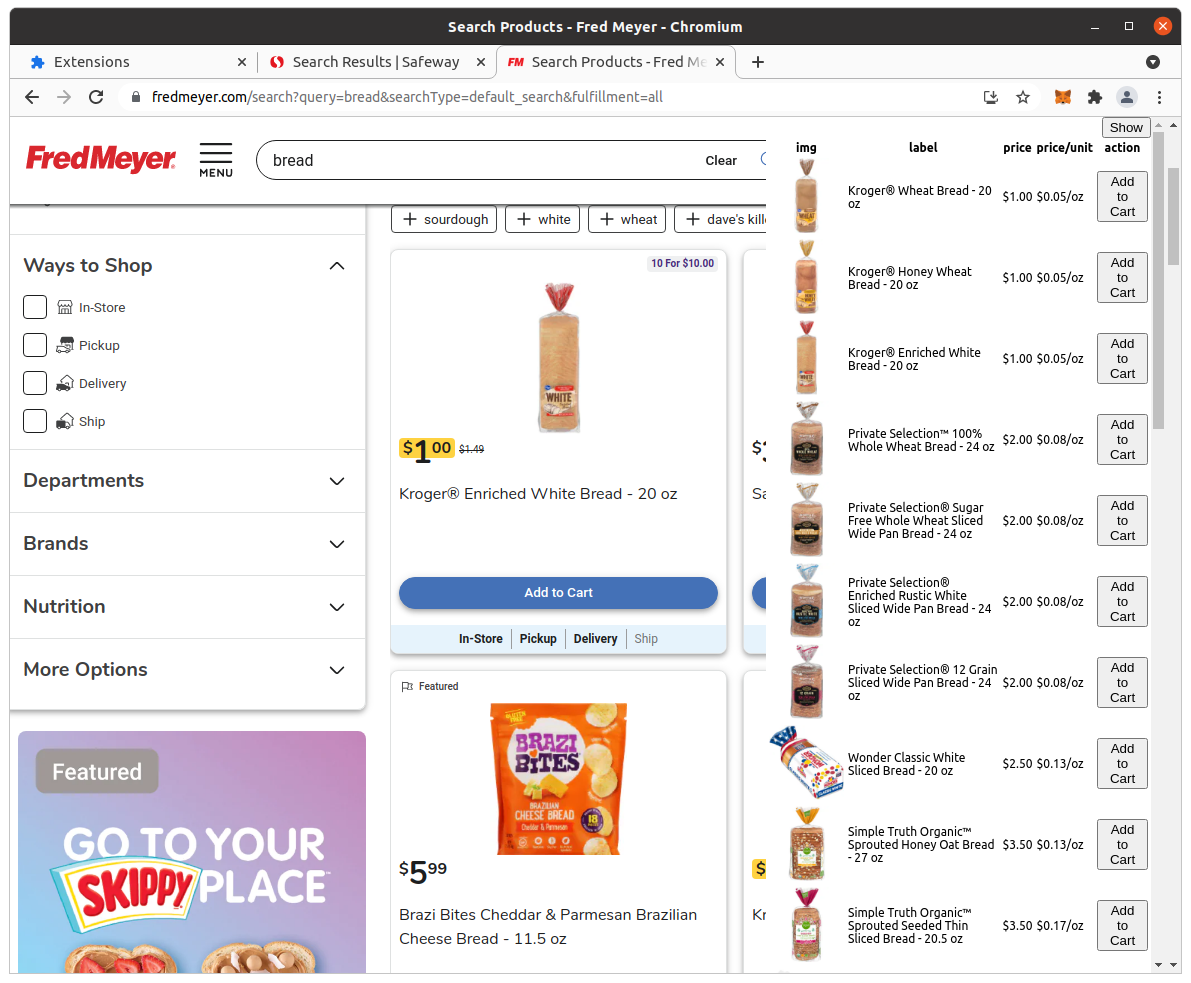 Search Products - Fred Meyer - Chromium
Extensions
Search Results | Safeway
FM
Search Products - Fred Me
fredmeyer.com/search?query=bread&searchType=default_search&fulfillment=all
Fred Meyer
MENU
bread
Clear
sourdough
white
wheat
dave's kille
Ways to Shop
In-Store
Pickup
Delivery
Ship
Departments
Brands
Nutrition
More Options
Featured
GO TO YOUR
SKIPPY
PLACE
10 For $10.00
WHITE
$1.00 $1.49
Kroger® Enriched White Bread - 20 oz
Add to Cart
In-Store Pickup Delivery Ship
Featured
GLUTEN FREE
BRAZI
BITES
BRAZILIAN
CHEESE BREAD
Cheddar & Parmesan
18
$5.99
Brazi Bites Cheddar & Parmesan Brazilian
Cheese Bread - 11.5 oz
$
Sa
$
Kr
Show
img label price price/unit action
Kroger® Wheat Bread - 20
oz
$1.00 $0.05/oz
Add
to
Cart
Kroger® Honey Wheat
Bread - 20 oz
$1.00 $0.05/oz
Add
to
Cart
Kroger® Enriched White
Bread - 20 oz
$1.00 $0.05/oz
Add
to
Cart
Private Selection™ 100%
Whole Wheat Bread - 24 oz
$2.00 $0.08/oz
Add
to
Cart
Private Selection® Sugar
Free Whole Wheat Sliced
Wide Pan Bread - 24 oz
$2.00 $0.08/oz
Add
to
Cart
Private Selection®
Enriched Rustic White
Sliced Wide Pan Bread - 24
oz
$2.00 $0.08/oz
Add
to
Cart
Private Selection® 12 Grain
Sliced Wide Pan Bread - 24
oz
$2.00 $0.08/oz
Add
to
Cart
Wonder Classic White
Sliced Bread - 20 oz
$2.50 $0.13/oz
Add
to
Cart
Simple Truth Organic™
Sprouted Honey Oat Bread
- 27 oz
$3.50 $0.13/oz
Add
to
Cart
Simple Truth Organic™
Sprouted Seeded Thin
Sliced Bread - 20.5 oz
$3.50 $0.17/oz
Add
to
Cart